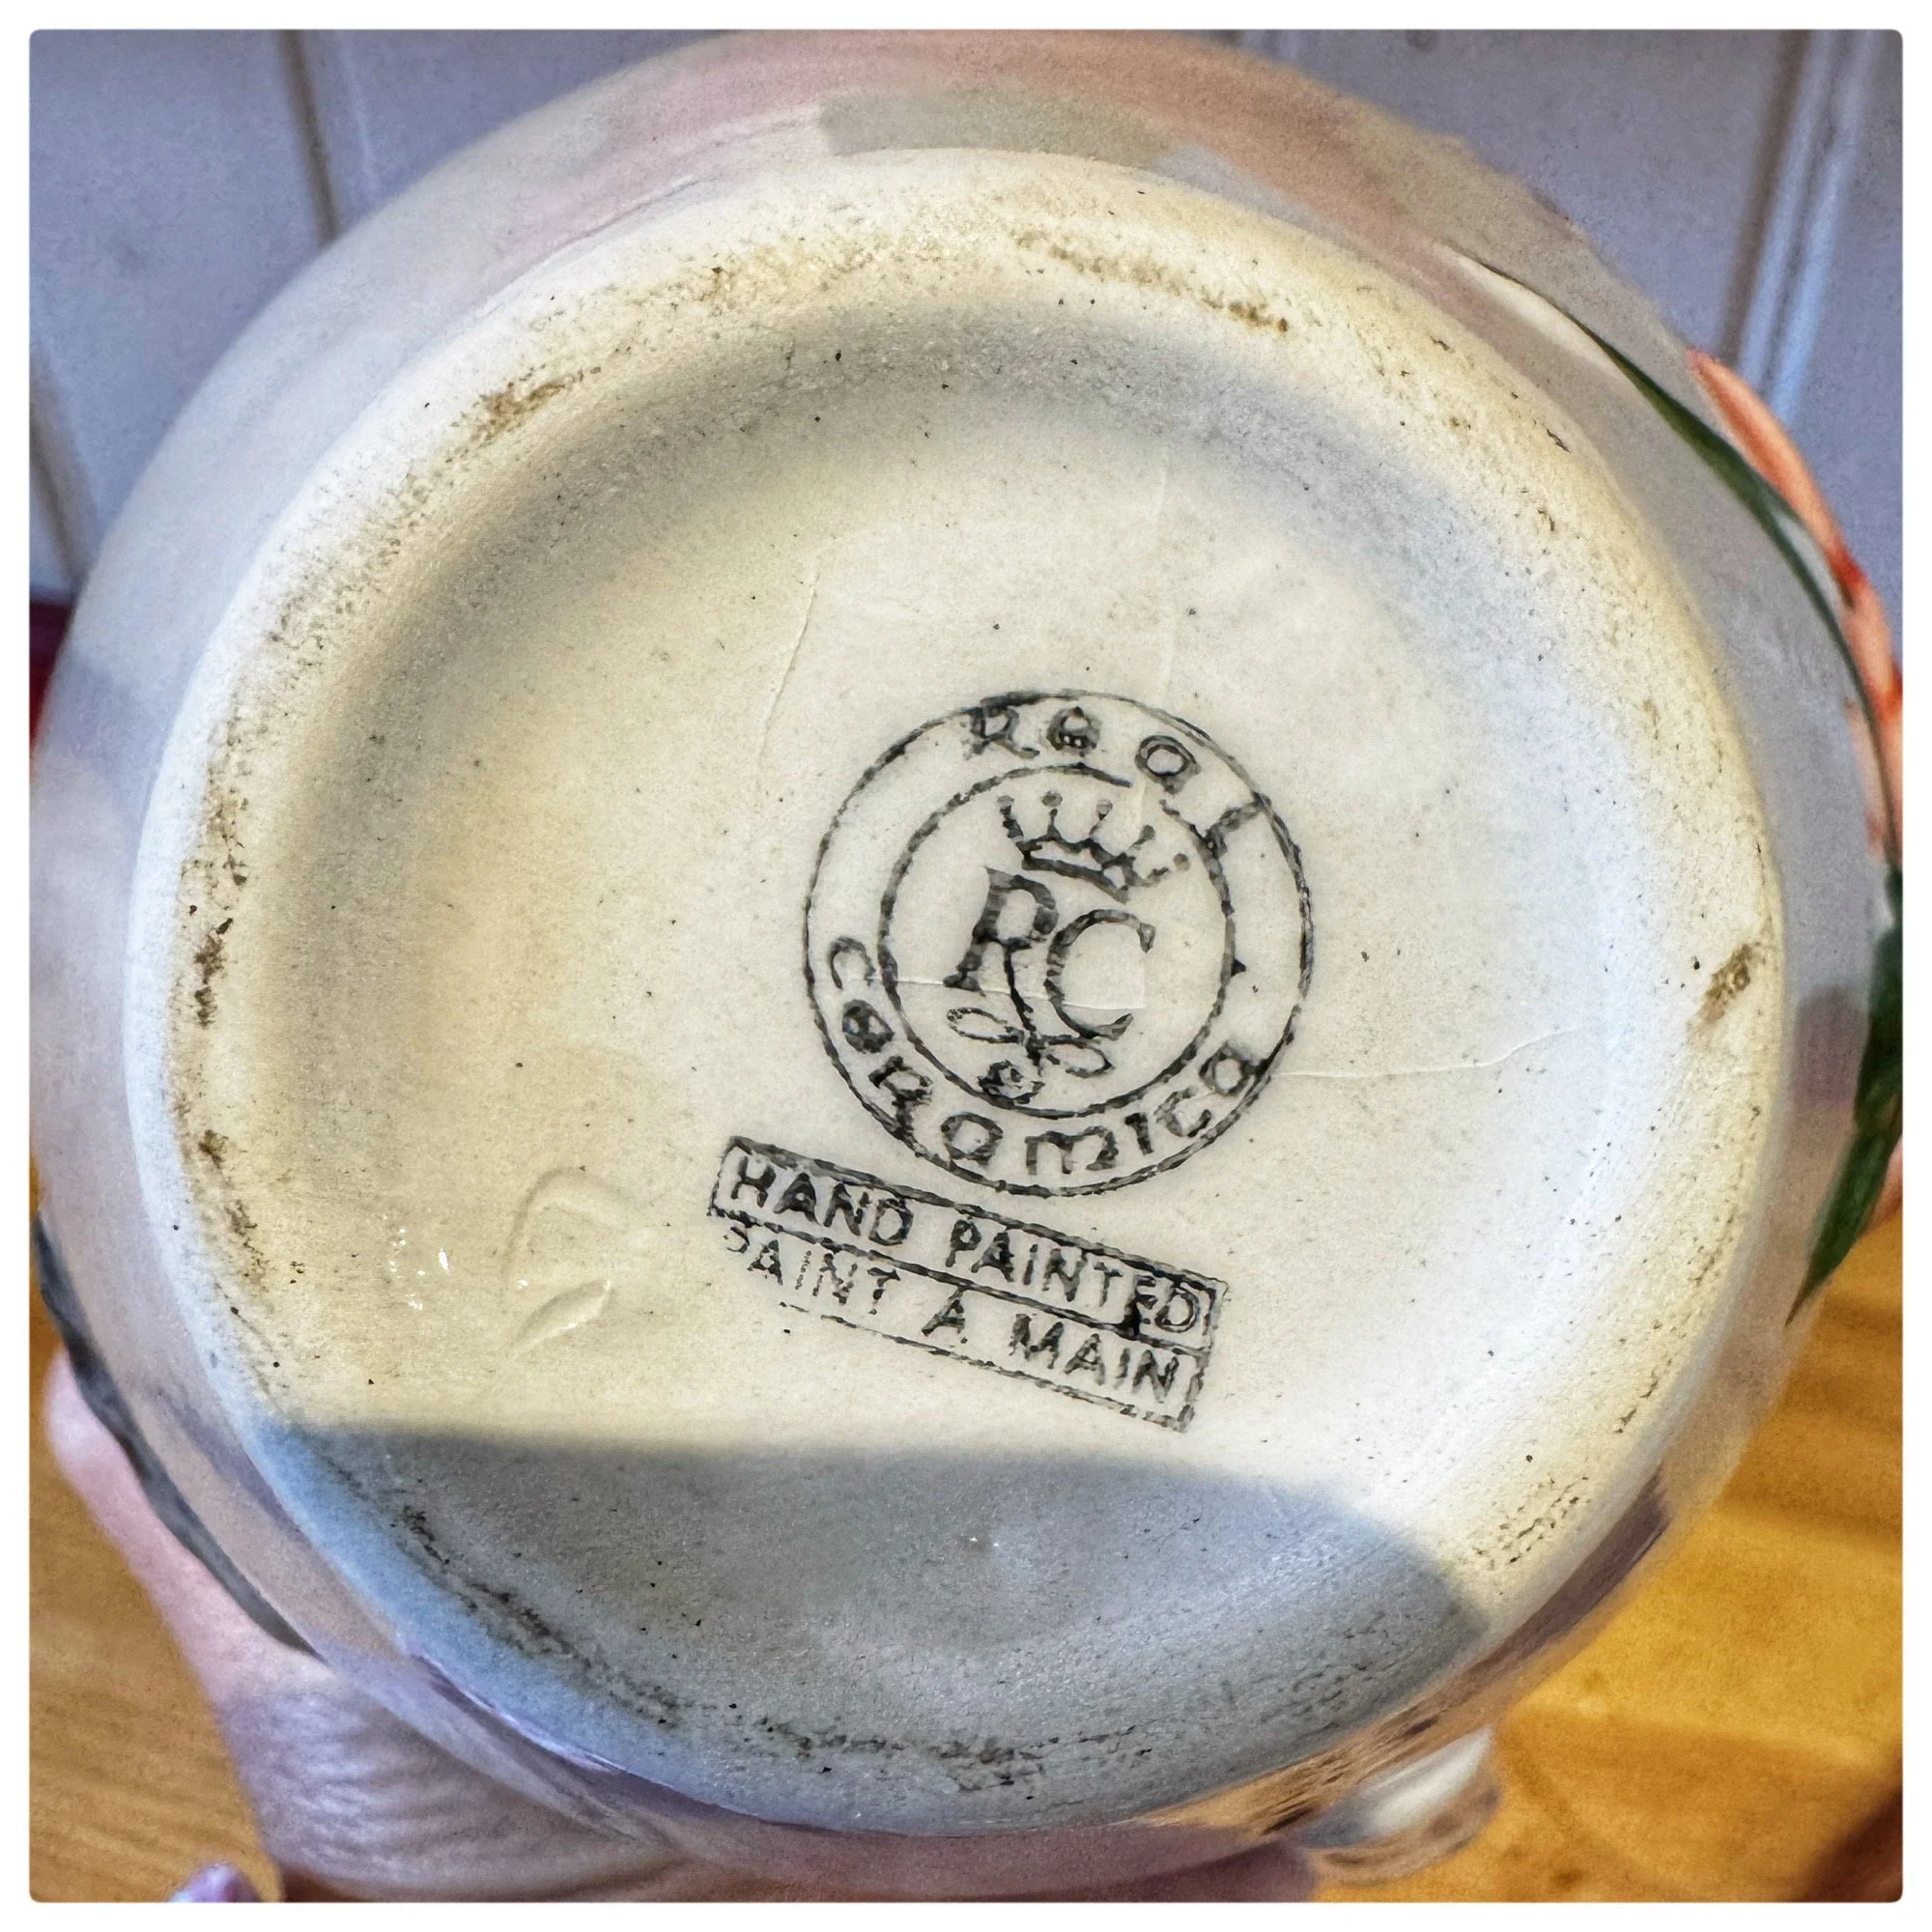 Real
RC
Ceramica
HAND PAINTED
PAINT A MAIN